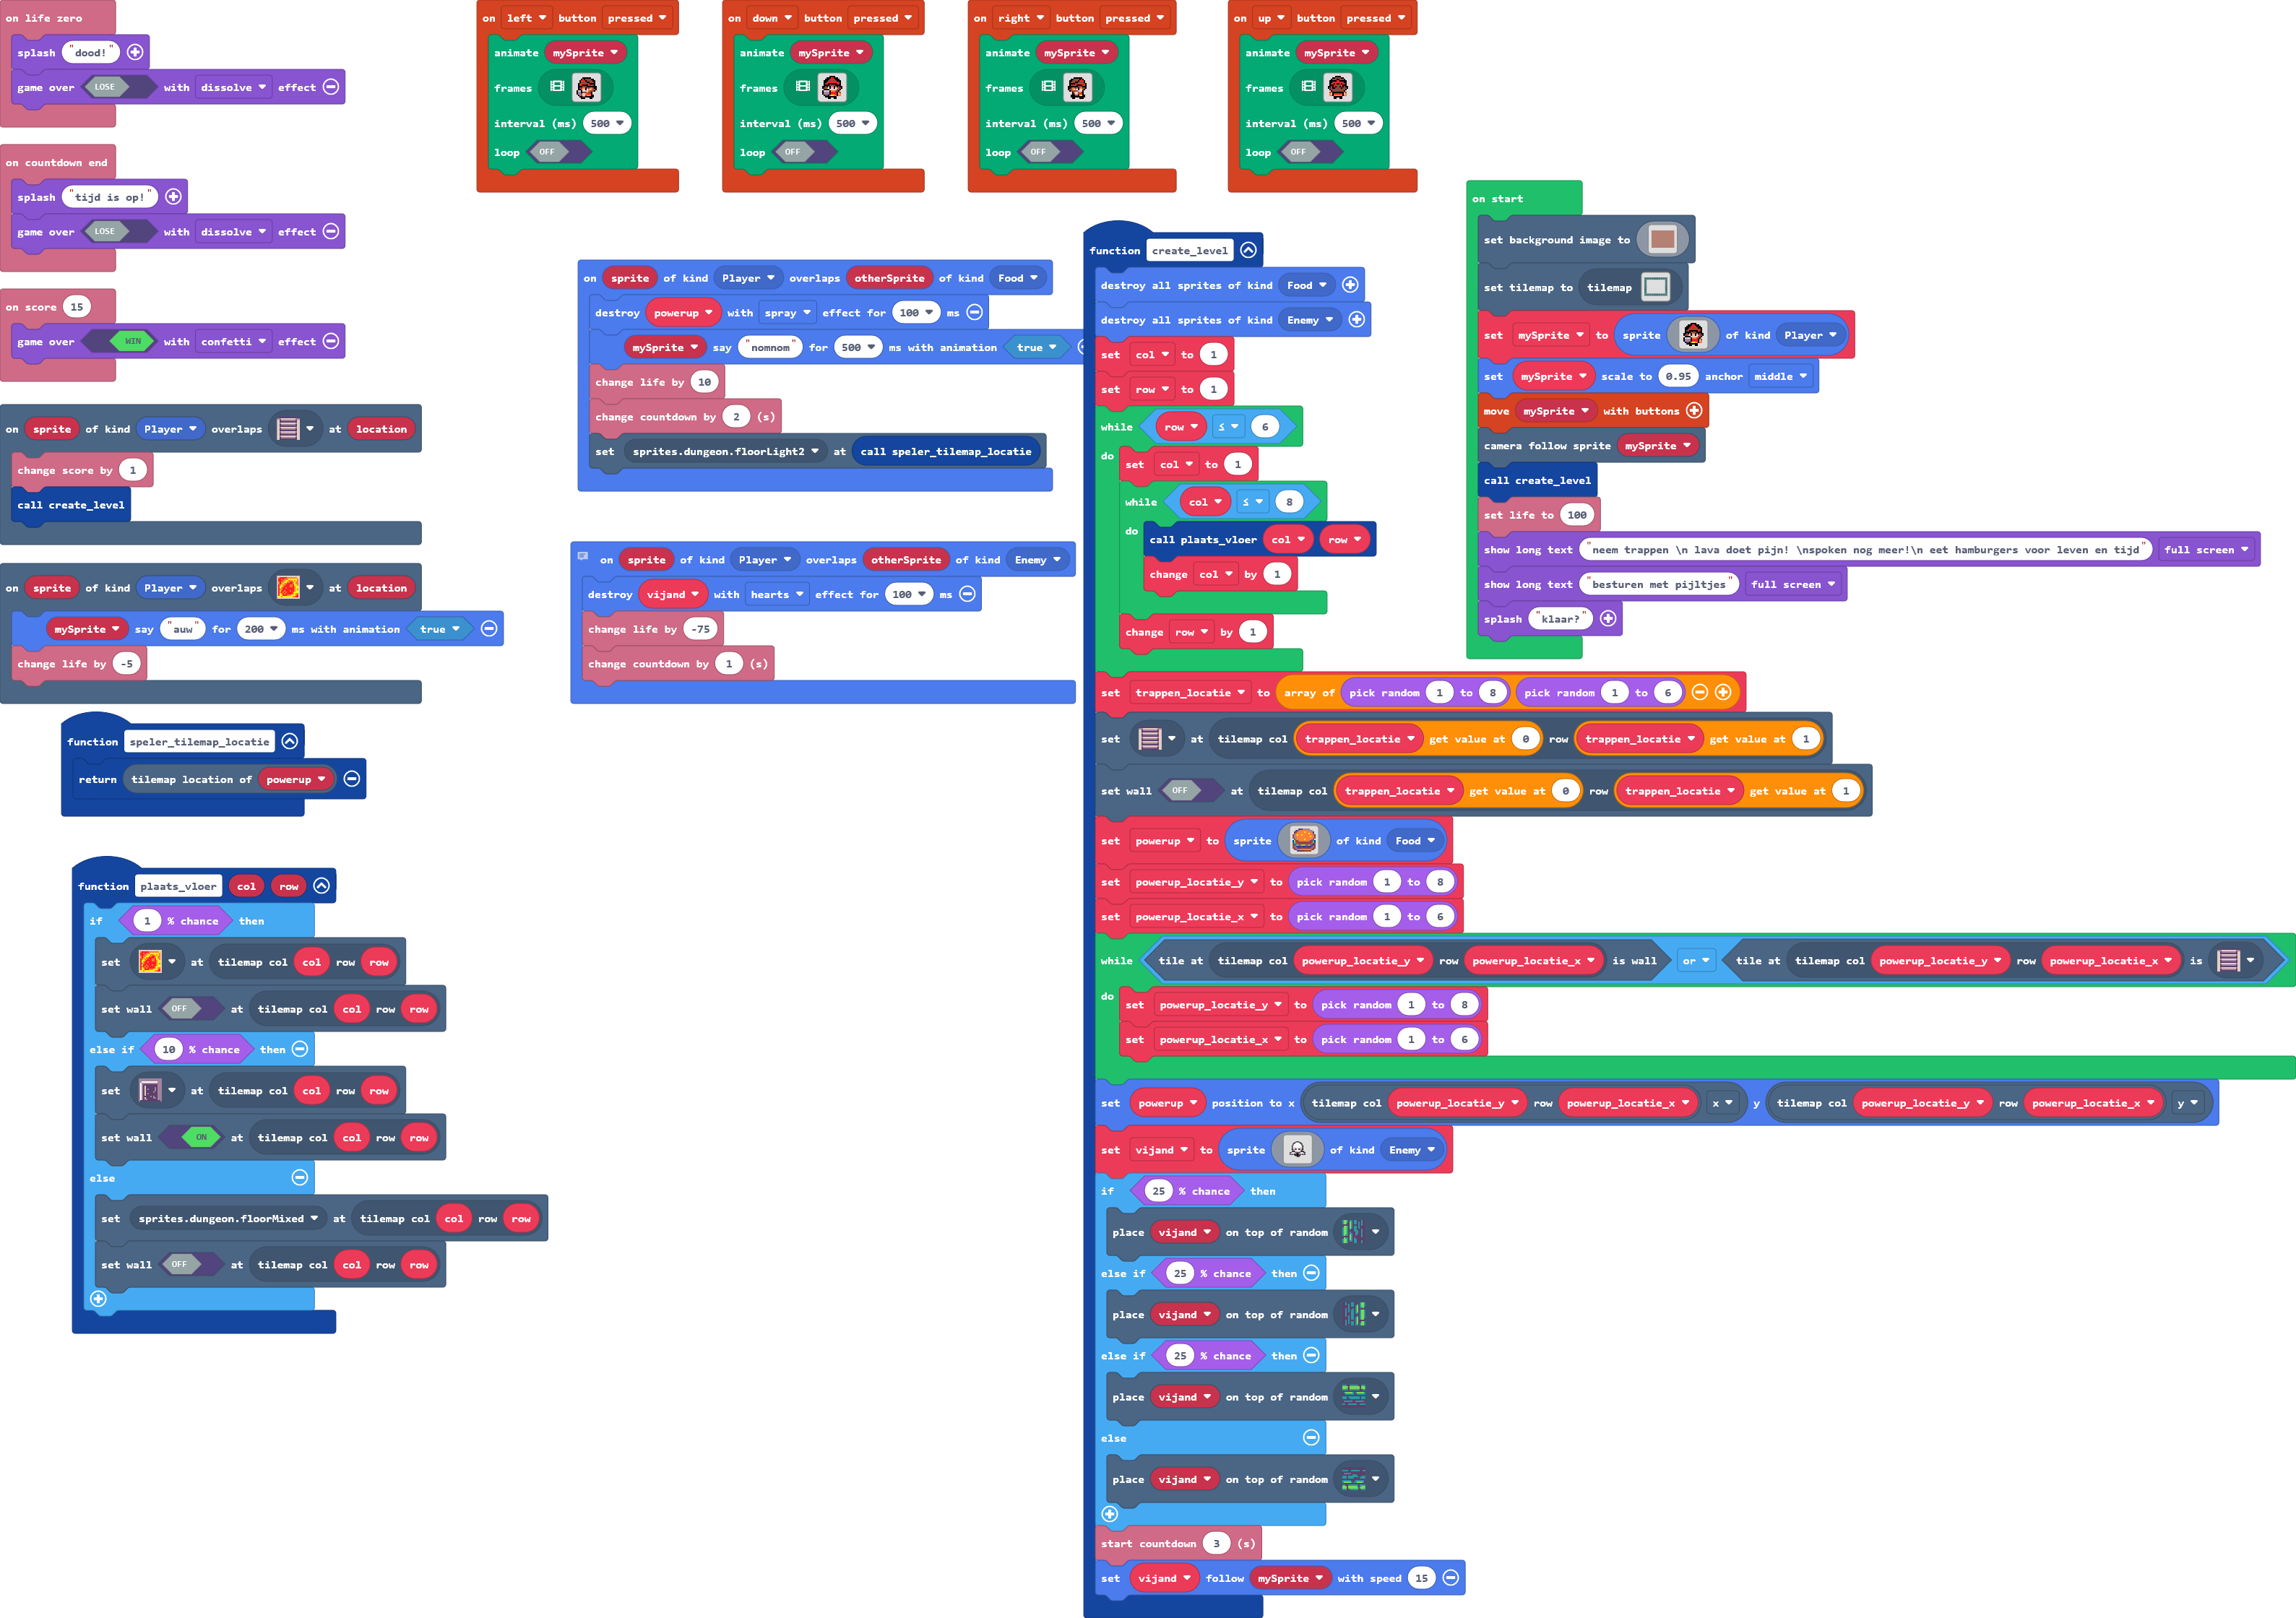 on life zero
splash "dood!"
game over LOSE with dissolve effect
on countdown end
splash "tijd is op!"
game over LOSE with dissolve effect
on score 15
game over WIN with confetti effect
on sprite of kind Player overlaps at location
change score by 1
call create_level
on sprite of kind Player overlaps at location
mySprite say "auw" for 200 ms with animation true
change life by -5
function speler_tilemap_locatie
return tilemap location of powerup
function plaats_vloer col row
if 1 % chance then
set at tilemap col col row row
set wall OFF at tilemap col col row row
else if 10 % chance then
set at tilemap col col row row
set wall ON at tilemap col col row row
else
set sprites.dungeon.floorMixed at tilemap col col row row
set wall OFF at tilemap col col row row
on left button pressed
animate mySprite
frames
interval (ms) 500
loop OFF
on down button pressed
animate mySprite
frames
interval (ms) 500
loop OFF
on right button pressed
animate mySprite
frames
interval (ms) 500
loop OFF
on up button pressed
animate mySprite
frames
interval (ms) 500
loop OFF
on sprite of kind Player overlaps otherSprite of kind Food
destroy powerup with spray effect for 100 ms
mySprite say "nomnom" for 500 ms with animation true
change life by 10
change countdown by 2 (s)
set sprites.dungeon.floorLight2 at call speler_tilemap_locatie
on sprite of kind Player overlaps otherSprite of kind Enemy
destroy vijand with hearts effect for 100 ms
change life by -75
change countdown by 1 (s)
function create_level
destroy all sprites of kind Food
destroy all sprites of kind Enemy
set col to 1
set row to 1
while row ≤ 6
do set col to 1
while col ≤ 8
do call plaats_vloer col row
change col by 1
change row by 1
set trappen_locatie to array of pick random 1 to 8 pick random 1 to 6
set at tilemap col trappen_locatie get value at 0 row trappen_locatie get value at 1
set wall OFF at tilemap col trappen_locatie get value at 0 row trappen_locatie get value at 1
set powerup to sprite of kind Food
set powerup_locatie_y to pick random 1 to 8
set powerup_locatie_x to pick random 1 to 6
while tile at tilemap col powerup_locatie_y row powerup_locatie_x is wall or tile at tilemap col powerup_locatie_y row powerup_locatie_x is
do set powerup_locatie_y to pick random 1 to 8
set powerup_locatie_x to pick random 1 to 6
set powerup position to x tilemap col powerup_locatie_y row powerup_locatie_x x y tilemap col powerup_locatie_y row powerup_locatie_x y
set vijand to sprite of kind Enemy
if 25 % chance then
place vijand on top of random
else if 25 % chance then
place vijand on top of random
else if 25 % chance then
place vijand on top of random
else
place vijand on top of random
start countdown 3 (s)
set vijand follow mySprite with speed 15
on start
set background image to
set tilemap to tilemap
set mySprite to sprite of kind Player
set mySprite scale to 0.95 anchor middle
move mySprite with buttons
camera follow sprite mySprite
call create_level
set life to 100
show long text "neem trappen \n lava doet pijn! \nspoken nog meer!\n eet hamburgers voor leven en tijd" full screen
show long text "besturen met pijltjes" full screen
splash "klaar?"